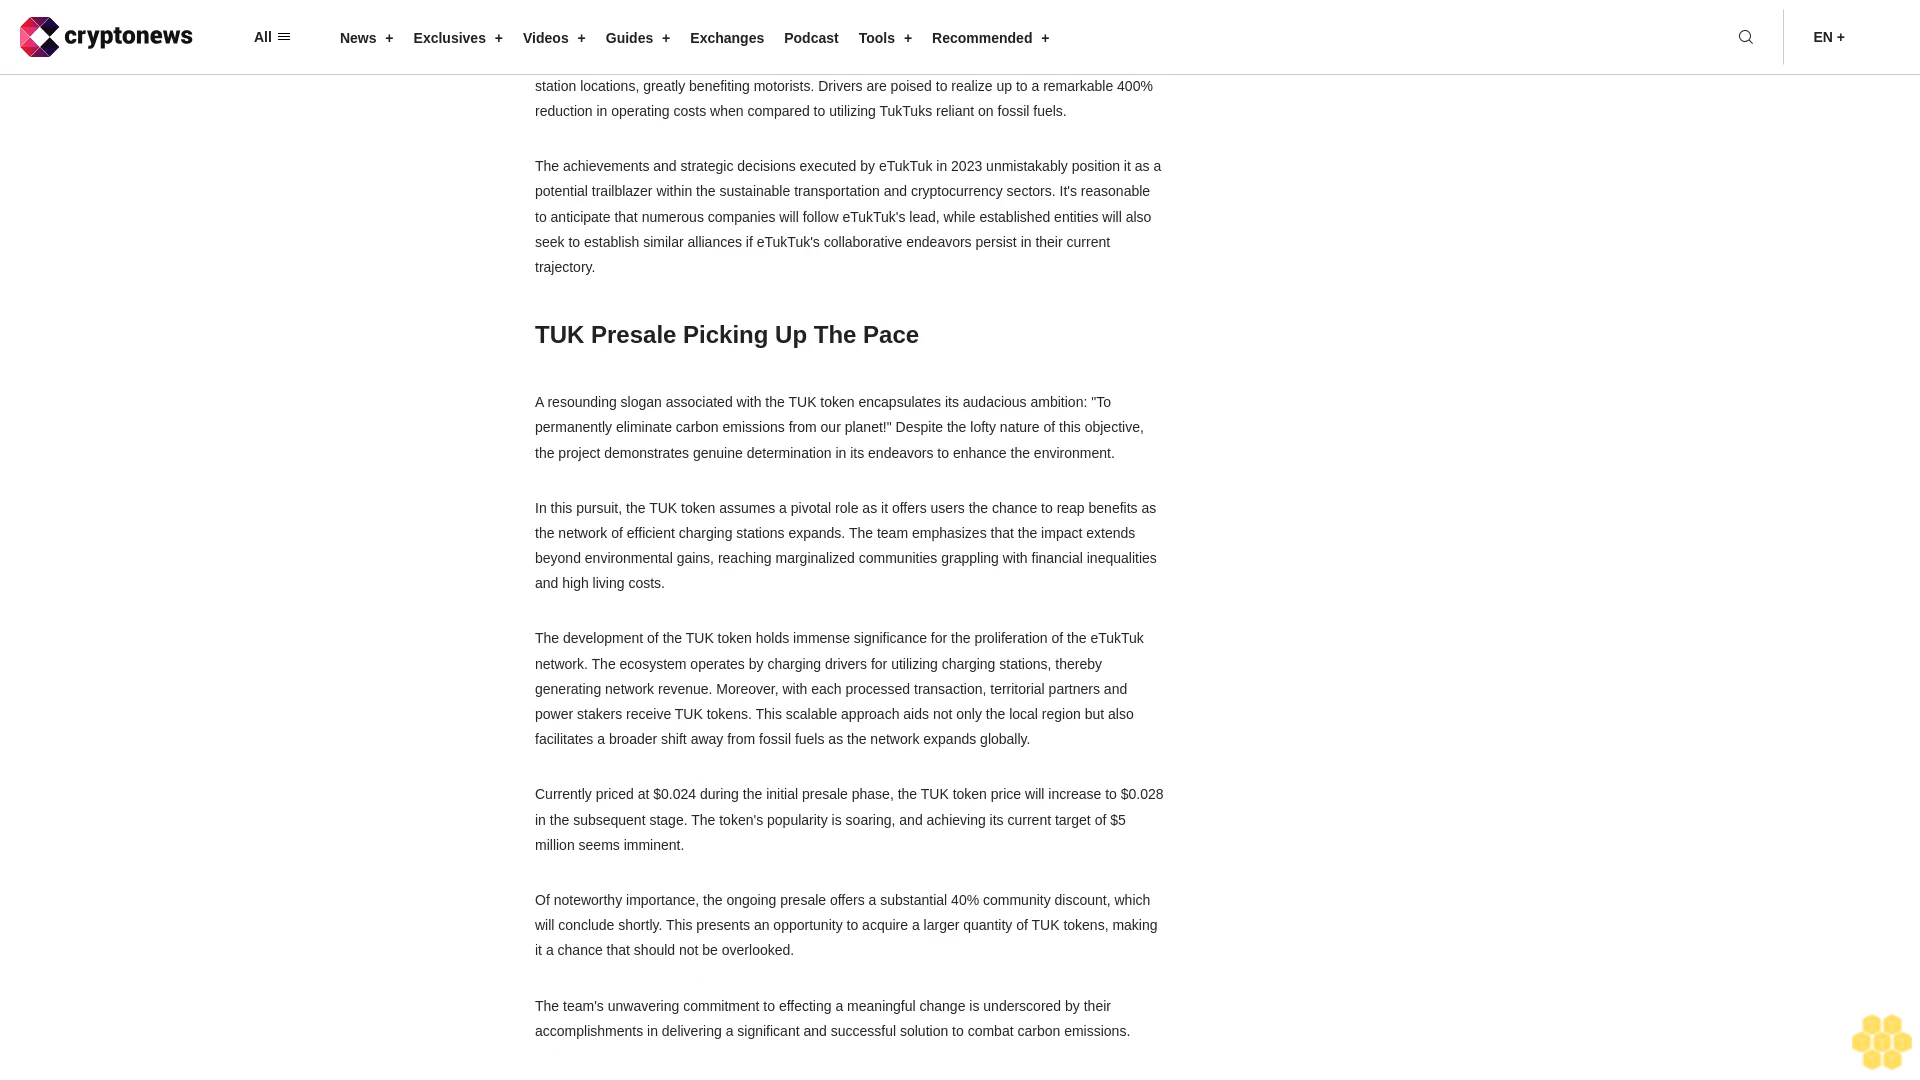 cryptonews
All
News +
Exclusives +
Videos +
Guides +
Exchanges
Podcast
Tools +
Recommended +
EN +
station locations, greatly benefiting motorists. Drivers are poised to realize up to a remarkable 400%
reduction in operating costs when compared to utilizing TukTuks reliant on fossil fuels.
The achievements and strategic decisions executed by eTukTuk in 2023 unmistakably position it as a
potential trailblazer within the sustainable transportation and cryptocurrency sectors. It's reasonable
to anticipate that numerous companies will follow eTukTuk's lead, while established entities will also
seek to establish similar alliances if eTukTuk's collaborative endeavors persist in their current
trajectory.
TUK Presale Picking Up The Pace
A resounding slogan associated with the TUK token encapsulates its audacious ambition: "To
permanently eliminate carbon emissions from our planet!" Despite the lofty nature of this objective,
the project demonstrates genuine determination in its endeavors to enhance the environment.
In this pursuit, the TUK token assumes a pivotal role as it offers users the chance to reap benefits as
the network of efficient charging stations expands. The team emphasizes that the impact extends
beyond environmental gains, reaching marginalized communities grappling with financial inequalities
and high living costs.
The development of the TUK token holds immense significance for the proliferation of the eTukTuk
network. The ecosystem operates by charging drivers for utilizing charging stations, thereby
generating network revenue. Moreover, with each processed transaction, territorial partners and
power stakers receive TUK tokens. This scalable approach aids not only the local region but also
facilitates a broader shift away from fossil fuels as the network expands globally.
Currently priced at $0.024 during the initial presale phase, the TUK token price will increase to $0.028
in the subsequent stage. The token's popularity is soaring, and achieving its current target of $5
million seems imminent.
Of noteworthy importance, the ongoing presale offers a substantial 40% community discount, which
will conclude shortly. This presents an opportunity to acquire a larger quantity of TUK tokens, making
it a chance that should not be overlooked.
The team's unwavering commitment to effecting a meaningful change is underscored by their
accomplishments in delivering a significant and successful solution to combat carbon emissions.